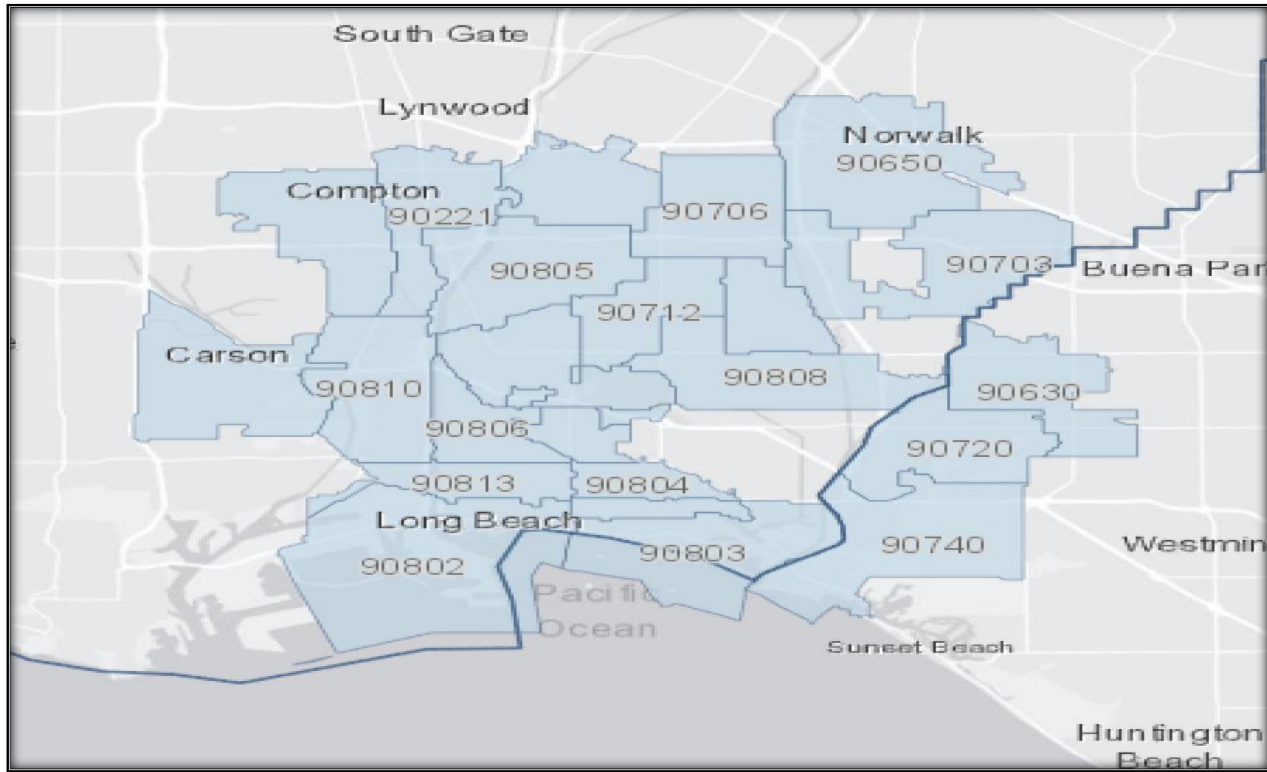 South Gate
Lynwood
Norwalk
90650
Compton
90221
90706
90805
90703
Buena Par
90712
Carson
90810
90808
90630
90806
90720
90813
90804
Long Beach
90803
90740
Westmin
90802
Pacific
Ocean
Sunset Beach
Huntington
Beach